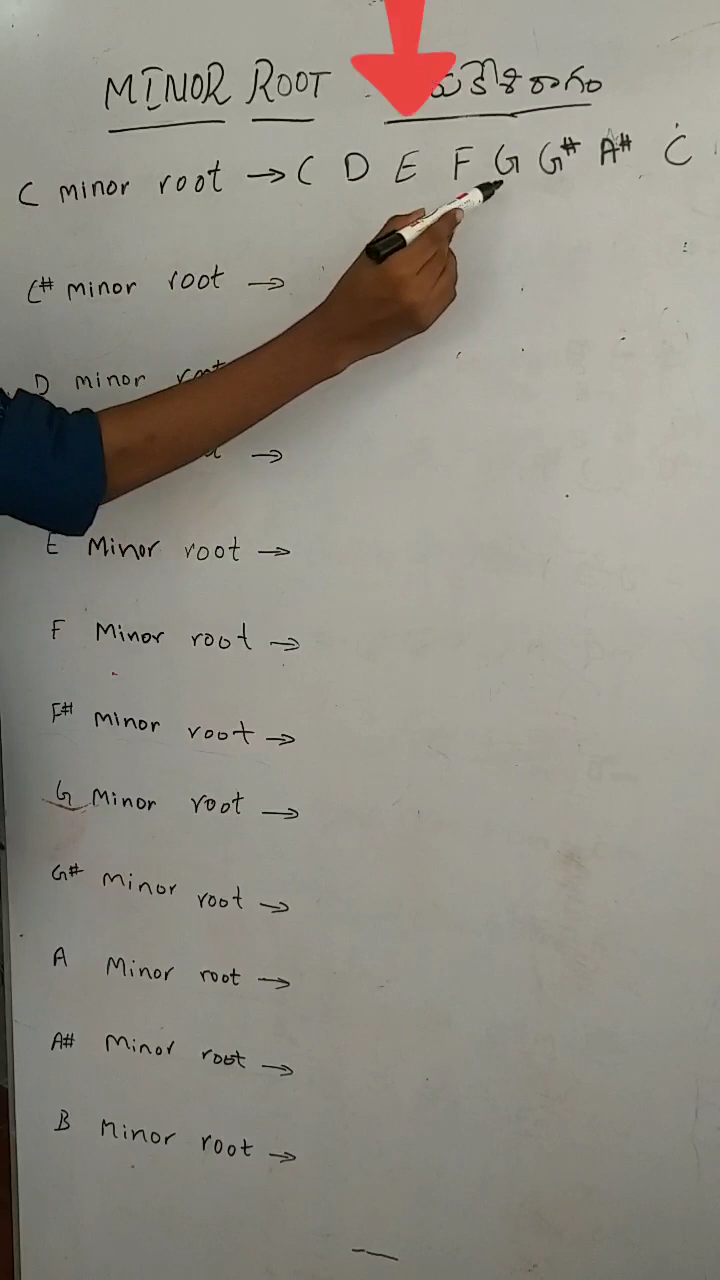 MINOR ROOT రాగం
C minor root → C D E F G G# A# Ċ
C# minor root →
D minor
→
E Minor root →
F Minor root →
F# minor root →
G Minor root →
G# Minor root →
A Minor root →
A# Minor root →
B Minor root →